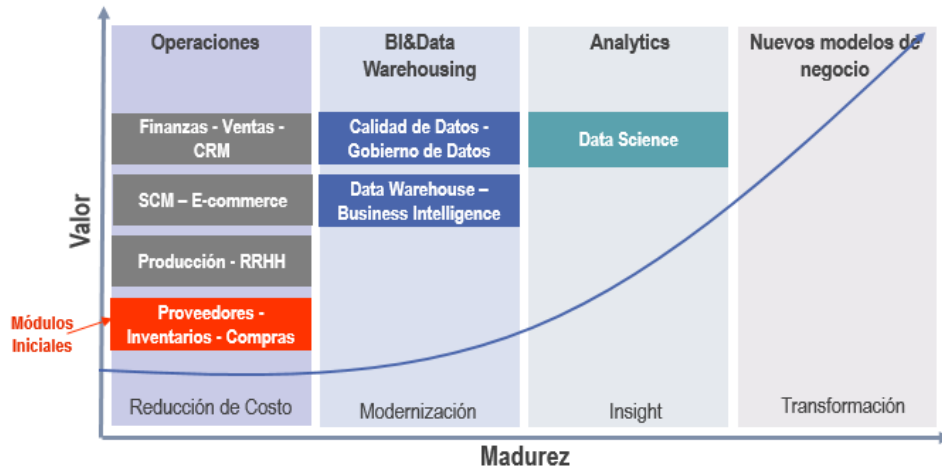 Operaciones
BI&Data
Warehousing
Analytics
Nuevos modelos de
negocio
Finanzas - Ventas -
CRM
Calidad de Datos -
Gobierno de Datos
Data Science
SCM – E-commerce
Data Warehouse –
Business Intelligence
Producción - RRHH
Proveedores -
Inventarios - Compras
Módulos
Iniciales
Valor
Reducción de Costo
Modernización
Insight
Transformación
Madurez